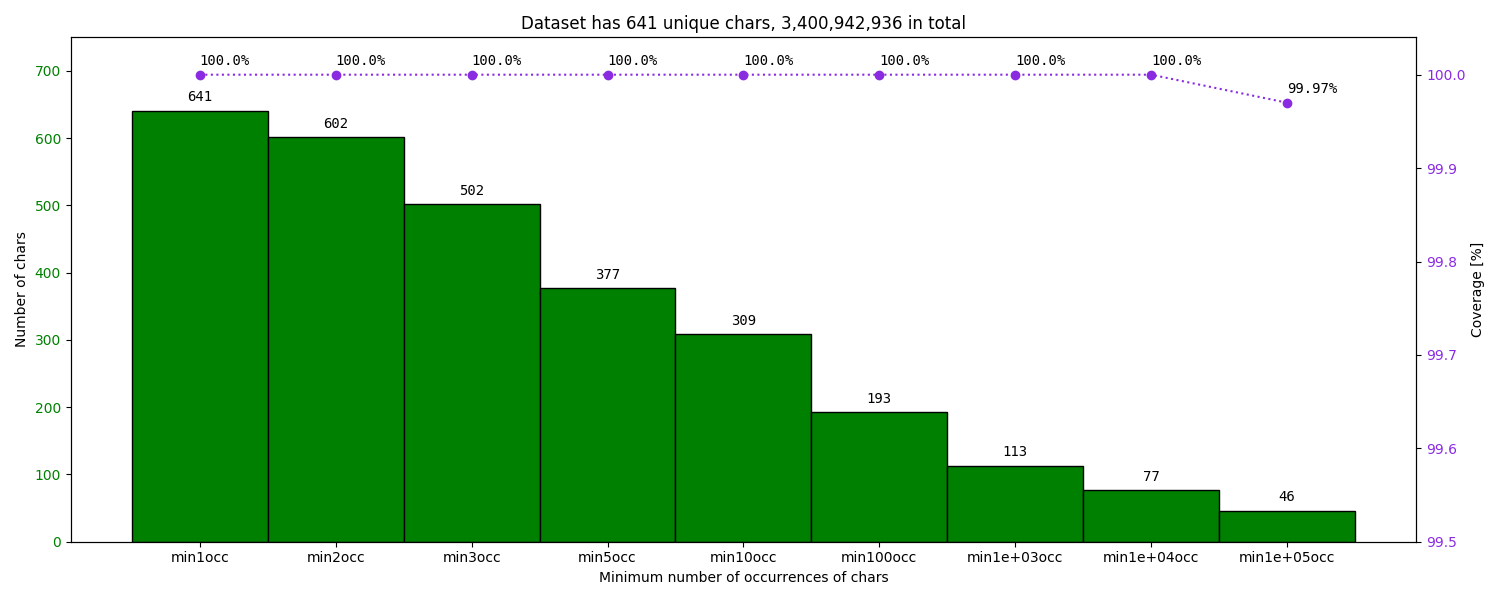 Dataset has 641 unique chars, 3,400,942,936 in total
100.0% 100.0% 100.0% 100.0% 100.0% 100.0% 100.0% 100.0% 99.97%
641 602 502 377 309 193 113 77 46
700
600
500
400
300
200
100
0
Number of chars
100.0
99.9
99.8
99.7
99.6
99.5
Coverage [%]
min1occ min2occ min3occ min5occ min10occ min100occ min1e+03occ min1e+04occ min1e+05occ
Minimum number of occurrences of chars